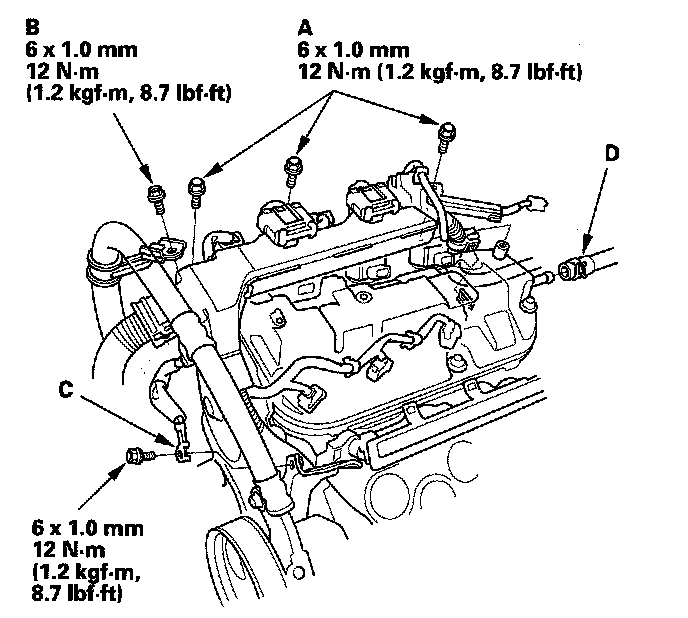 B
6 x 1.0 mm
12 N·m
(1.2 kgf·m, 8.7 lbf·ft)
A
6 x 1.0 mm
12 N·m (1.2 kgf·m, 8.7 lbf·ft)
D
C
6 x 1.0 mm
12 N·m
(1.2 kgf·m,
8.7 lbf·ft)